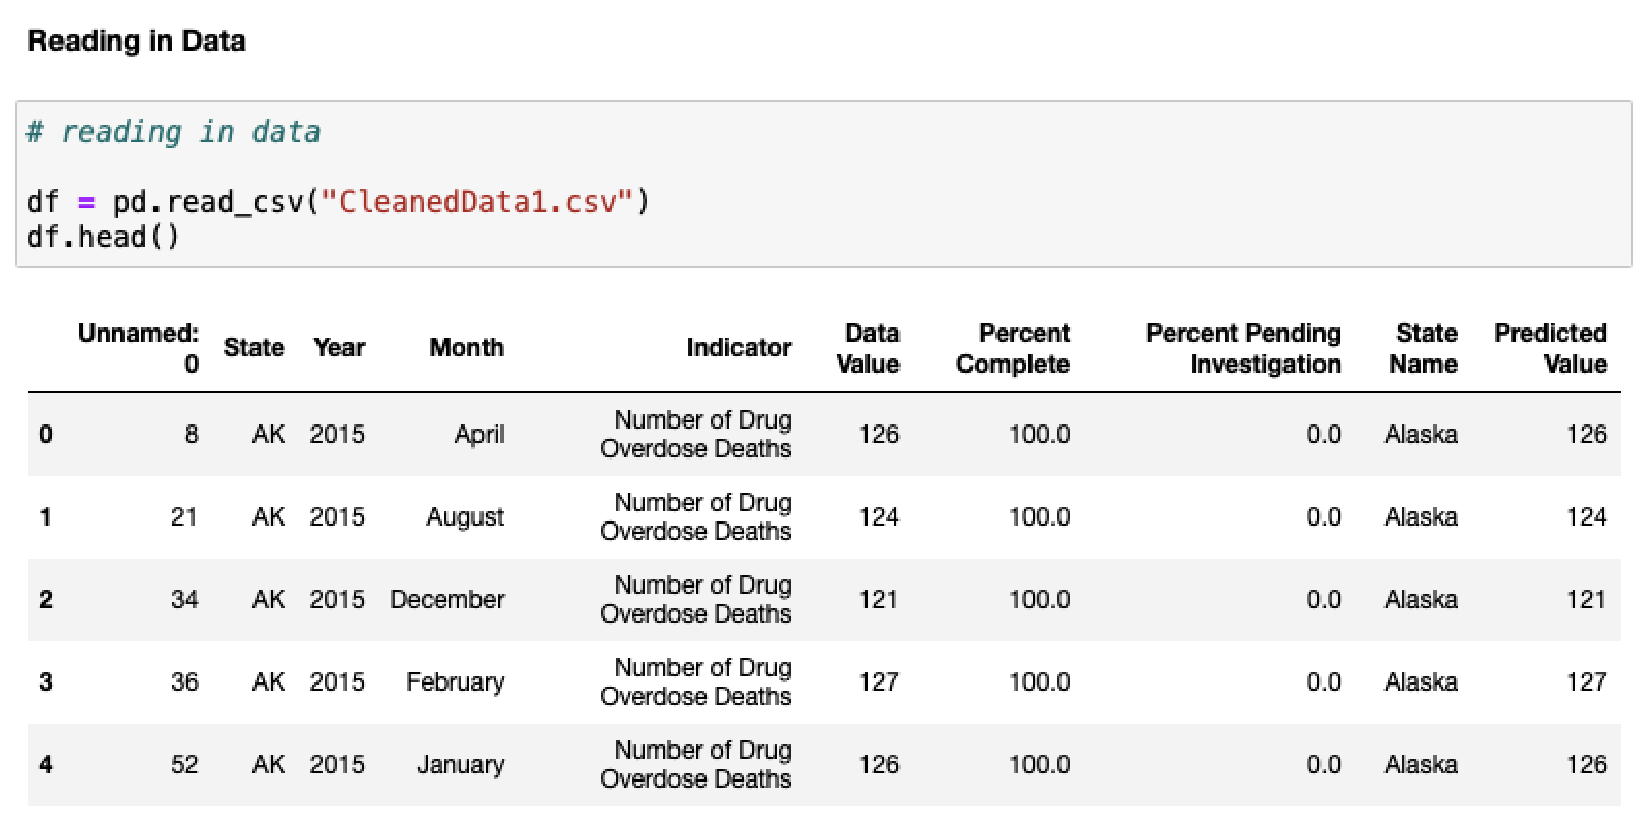 Reading in Data
# reading in data
df = pd.read_csv("CleanedData1.csv")
df.head()
Unnamed: 0 State Year Month Indicator Data Value Percent Complete Percent Pending Investigation State Name Predicted Value
0 8 AK 2015 April Number of Drug Overdose Deaths 126 100.0 0.0 Alaska 126
1 21 AK 2015 August Number of Drug Overdose Deaths 124 100.0 0.0 Alaska 124
2 34 AK 2015 December Number of Drug Overdose Deaths 121 100.0 0.0 Alaska 121
3 36 AK 2015 February Number of Drug Overdose Deaths 127 100.0 0.0 Alaska 127
4 52 AK 2015 January Number of Drug Overdose Deaths 126 100.0 0.0 Alaska 126